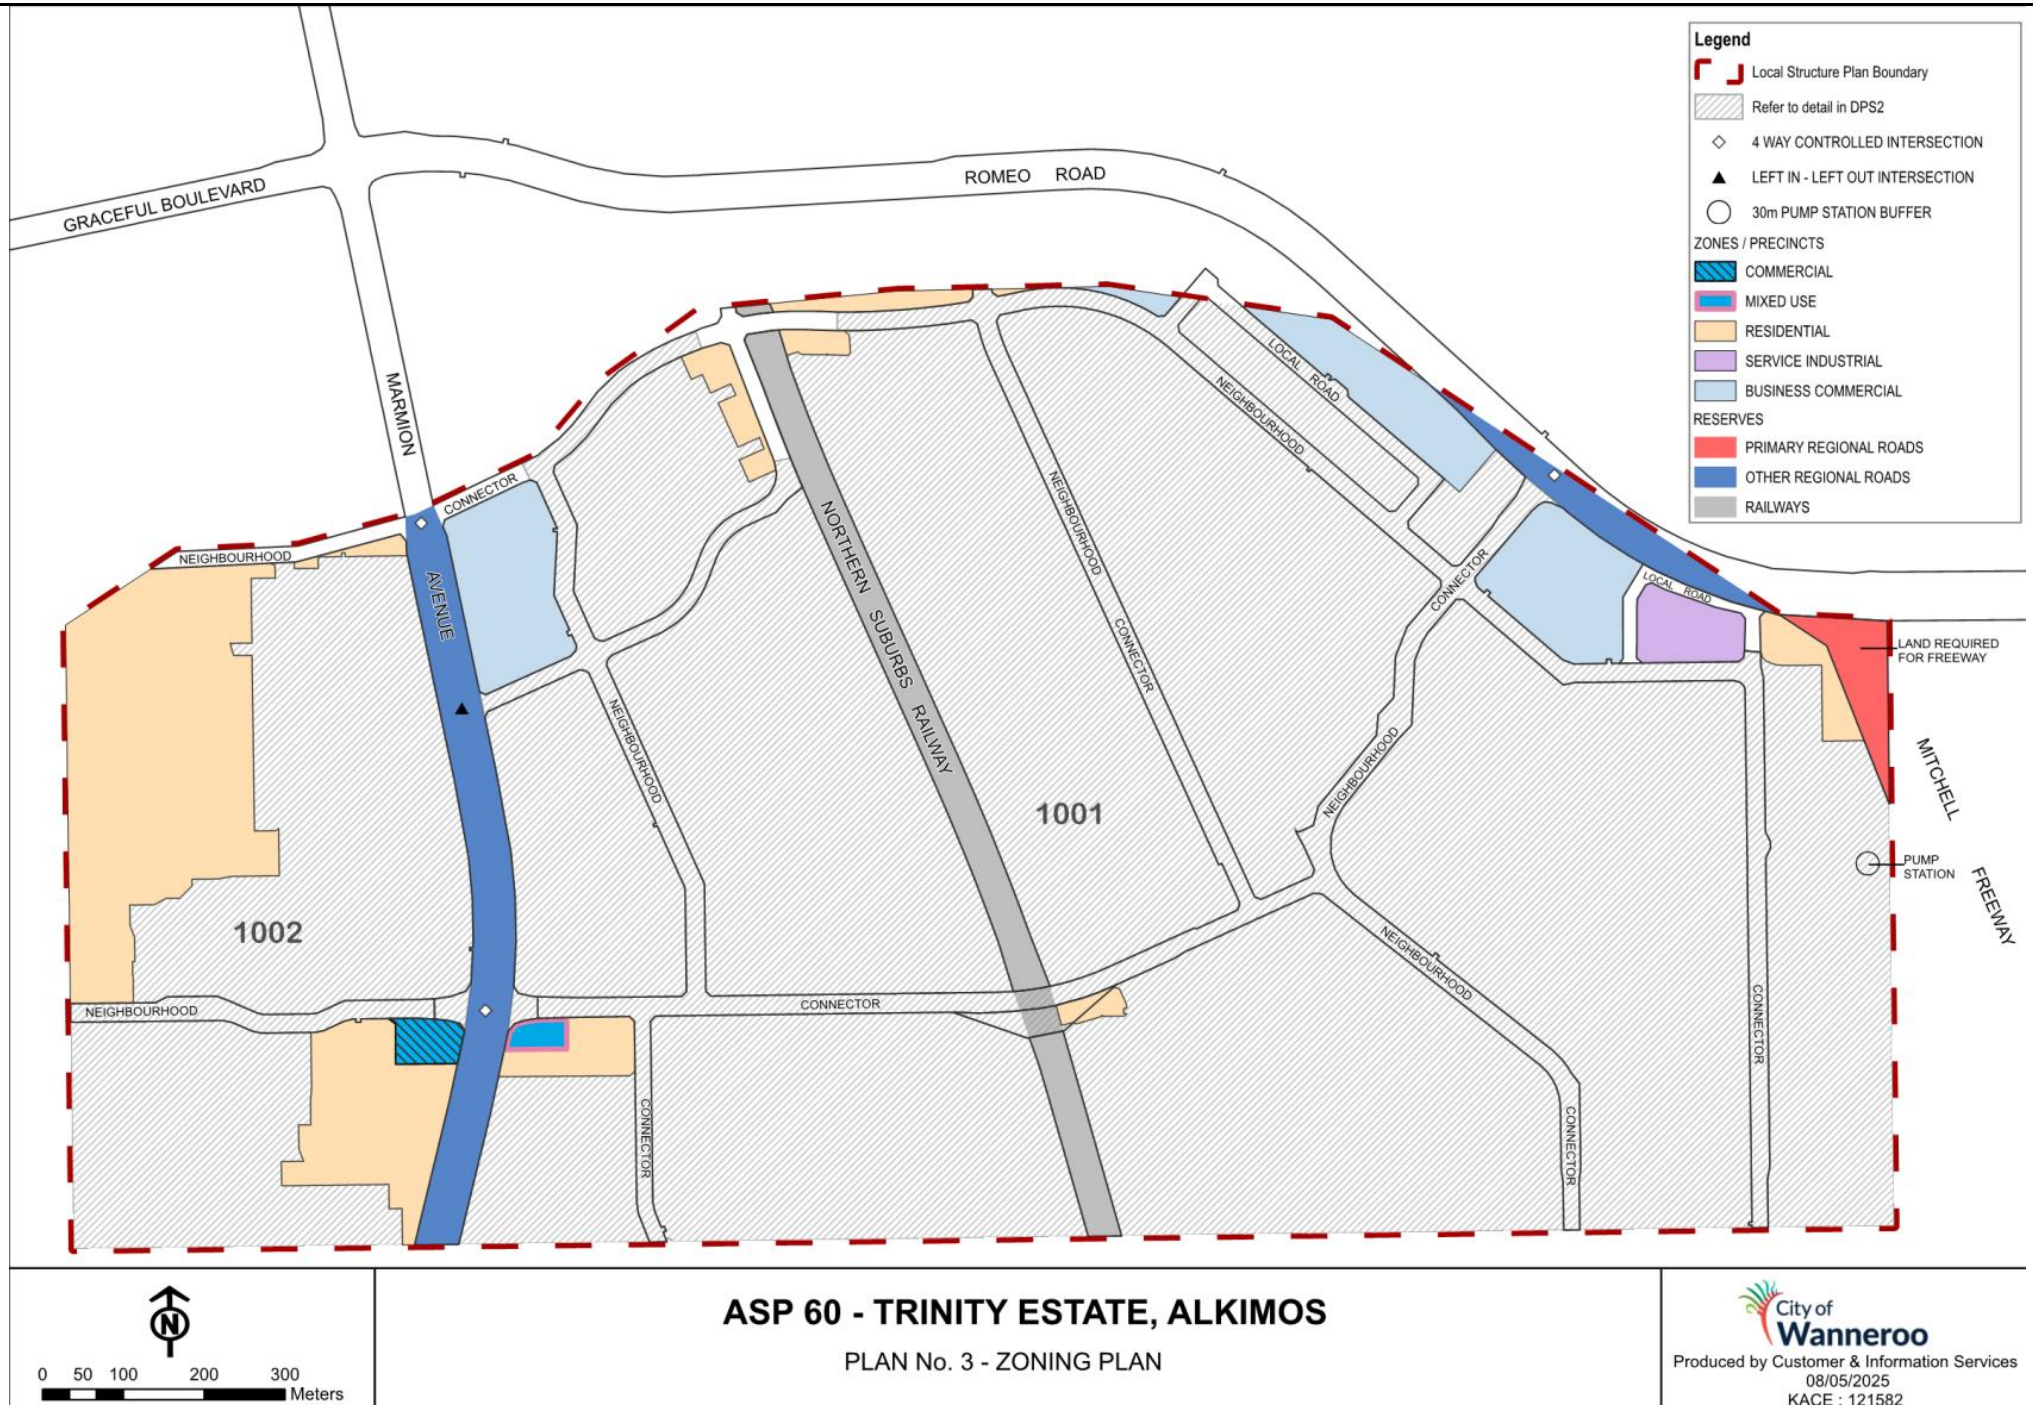 Legend
Local Structure Plan Boundary
Refer to detail in DPS2
4 WAY CONTROLLED INTERSECTION
LEFT IN - LEFT OUT INTERSECTION
30m PUMP STATION BUFFER
ZONES / PRECINCTS
COMMERCIAL
MIXED USE
RESIDENTIAL
SERVICE INDUSTRIAL
BUSINESS COMMERCIAL
RESERVES
PRIMARY REGIONAL ROADS
OTHER REGIONAL ROADS
RAILWAYS
GRACEFUL BOULEVARD
ROMEO ROAD
MARMION
AVENUE
CONNECTOR
NEIGHBOURHOOD
LOCAL ROAD
NEIGHBOURHOOD
NEIGHBOURHOOD
CONNECTOR
NORTHERN SUBURBS RAILWAY
CONNECTOR
LOCAL ROAD
LAND REQUIRED
FOR FREEWAY
NEIGHBOURHOOD
NEIGHBOURHOOD
MITCHELL
FREEWAY
1001
PUMP
STATION
1002
NEIGHBOURHOOD
NEIGHBOURHOOD
CONNECTOR
CONNECTOR
CONNECTOR
CONNECTOR
N
0 50 100 200 300
Meters
ASP 60 - TRINITY ESTATE, ALKIMOS
PLAN No. 3 - ZONING PLAN
City of
Wanneroo
Produced by Customer & Information Services
08/05/2025
KACE : 121582